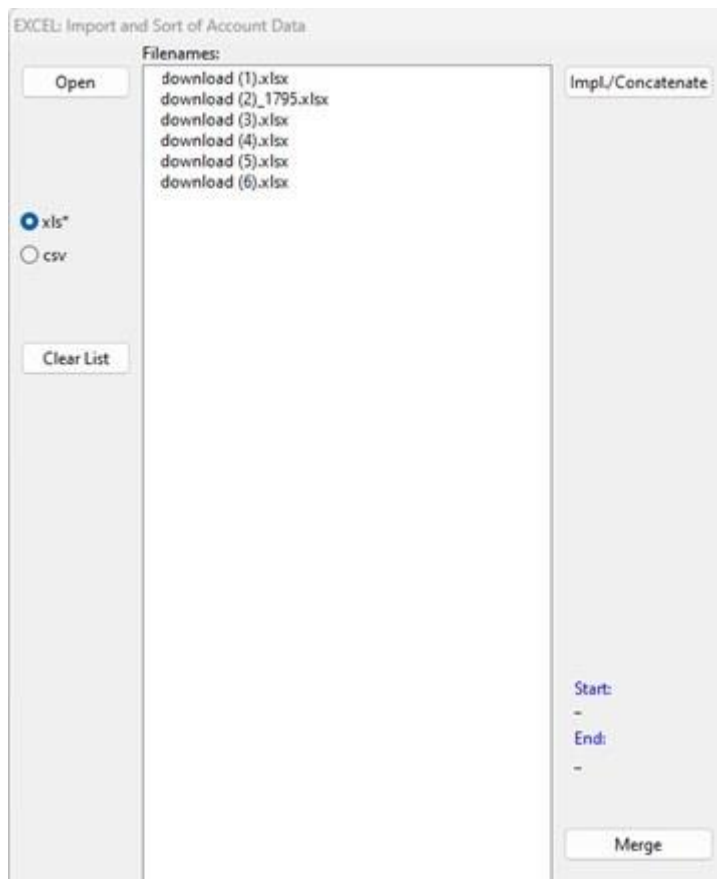 EXCEL: Import and Sort of Account Data
Filenames:
Open
download (1).xlsx
download (2)_1795.xlsx
download (3).xlsx
download (4).xlsx
download (5).xlsx
download (6).xlsx
Impl./Concatenate
xls*
csv
Clear List
Start:
-
End:
-
Merge